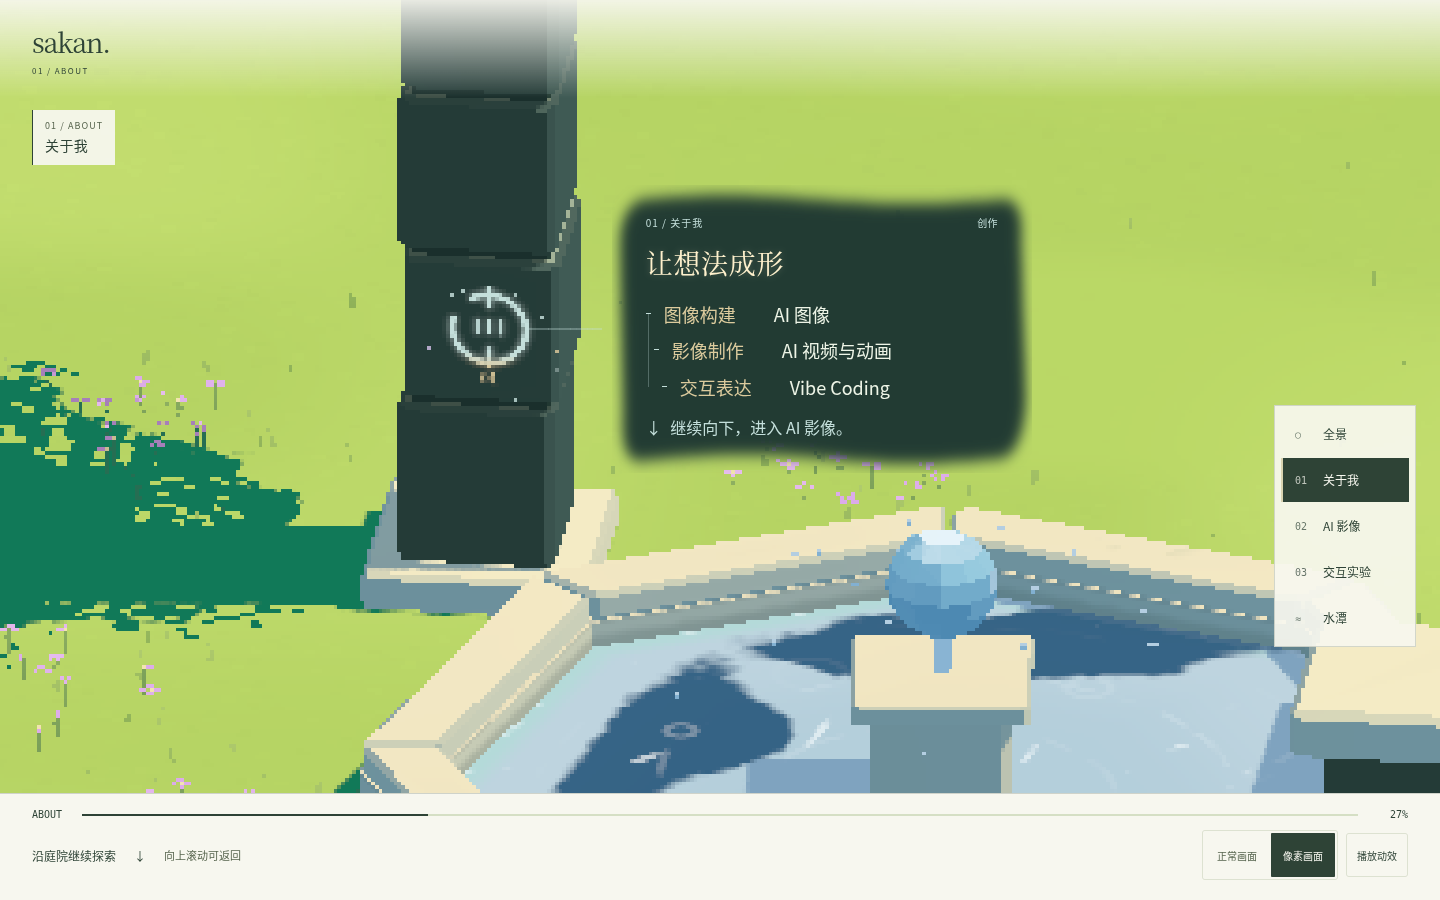 sakan.
01 / ABOUT
01 / ABOUT
关于我
01 / 关于我
创作
让想法成形
图像构建 AI 图像
影像制作 AI 视频与动画
交互表达 Vibe Coding
↓ 继续向下，进入 AI 影像。
○ 全景
01 关于我
02 AI 影像
03 交互实验
≈ 水潭
ABOUT
27%
沿庭院继续探索 ↓ 向上滚动可返回
正常画面 像素画面 播放动效